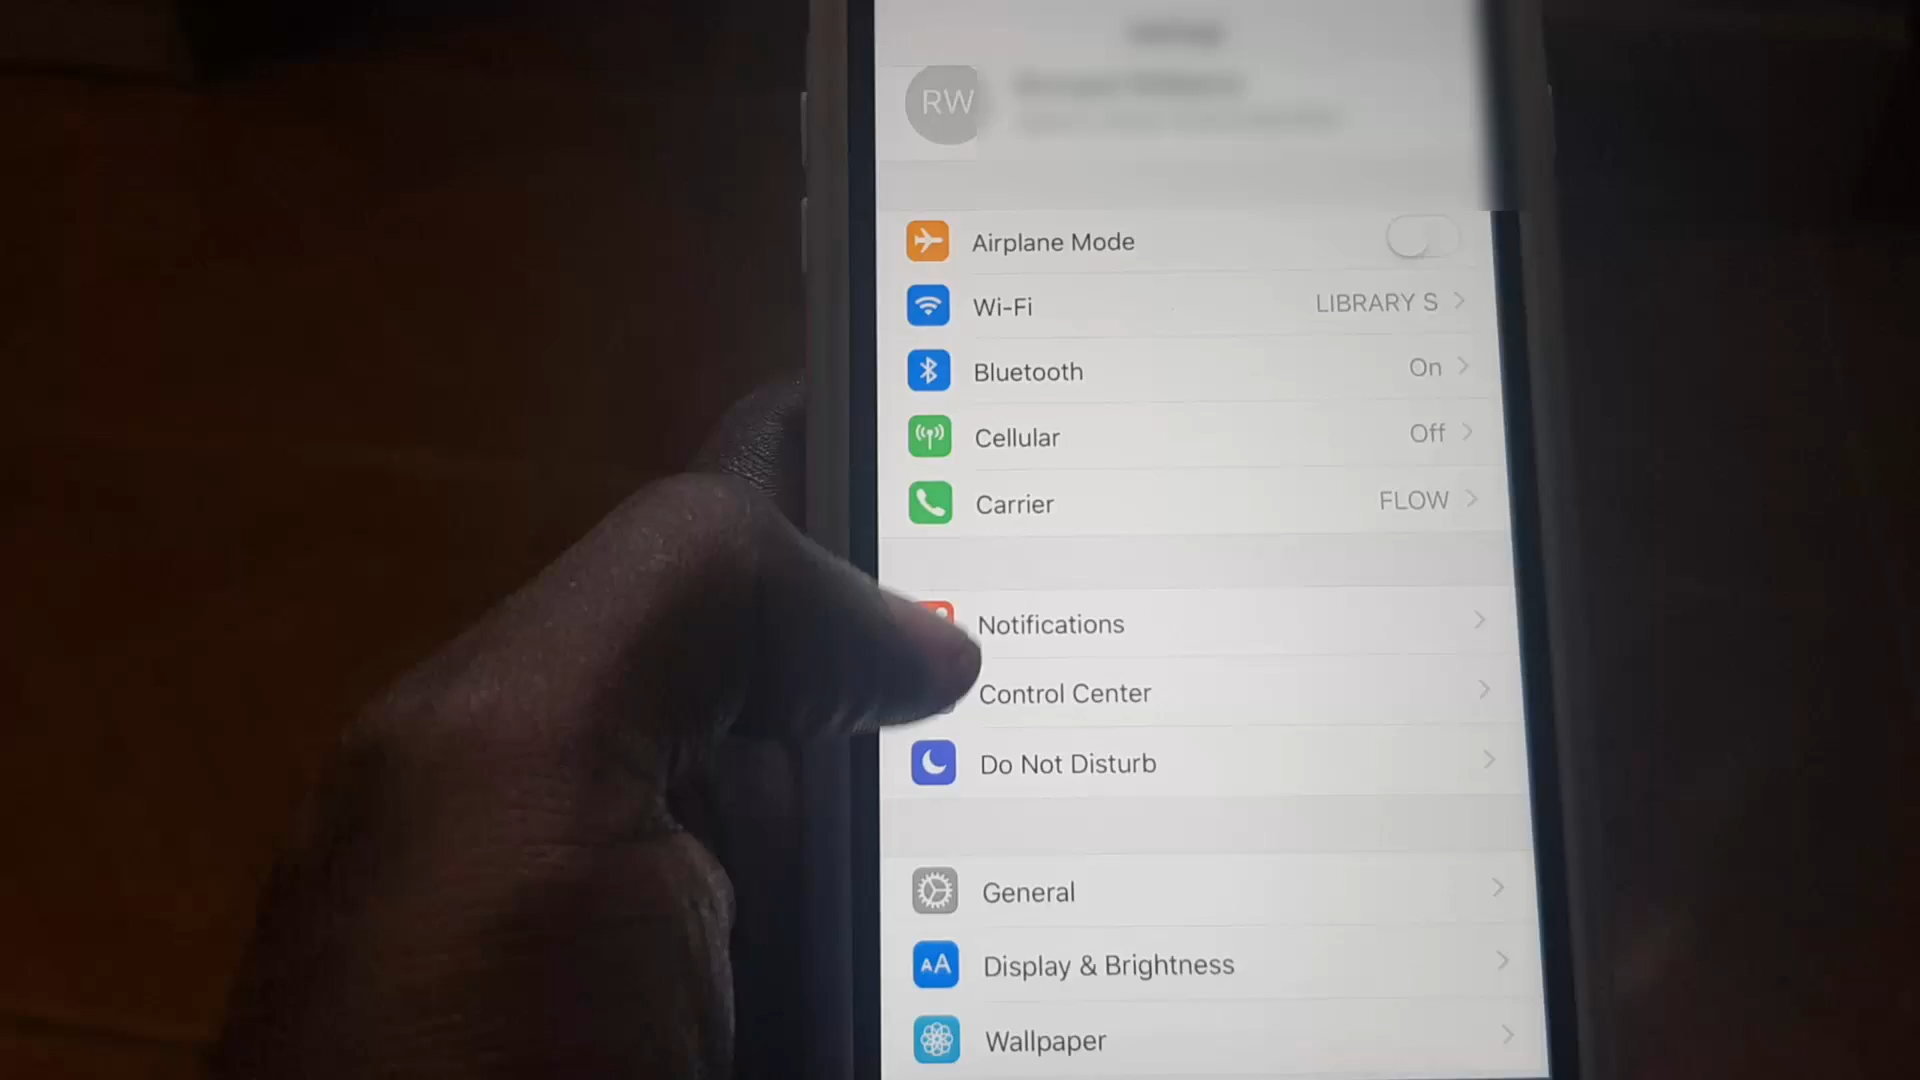 RW
Airplane Mode
Wi-Fi LIBRARY S
Bluetooth On
Cellular Off
Carrier FLOW
Notifications
Control Center
Do Not Disturb
General
AA Display & Brightness
Wallpaper